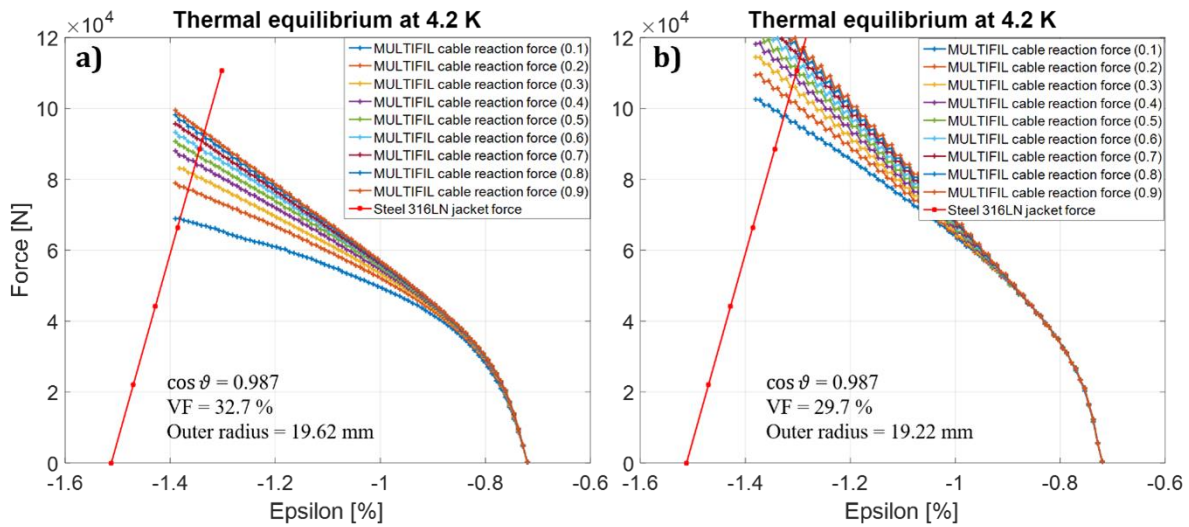 Thermal equilibrium at 4.2 K
×10⁴
a)
12
10
8
6
4
2
0
Force [N]
-1.6 -1.4 -1.2 -1 -0.8 -0.6
Epsilon [%]
MULTIFIL cable reaction force (0.1)
MULTIFIL cable reaction force (0.2)
MULTIFIL cable reaction force (0.3)
MULTIFIL cable reaction force (0.4)
MULTIFIL cable reaction force (0.5)
MULTIFIL cable reaction force (0.6)
MULTIFIL cable reaction force (0.7)
MULTIFIL cable reaction force (0.8)
MULTIFIL cable reaction force (0.9)
Steel 316LN jacket force
cos ϑ = 0.987
VF = 32.7 %
Outer radius = 19.62 mm
Thermal equilibrium at 4.2 K
×10⁴
b)
12
10
8
6
4
2
0
-1.6 -1.4 -1.2 -1 -0.8 -0.6
Epsilon [%]
MULTIFIL cable reaction force (0.1)
MULTIFIL cable reaction force (0.2)
MULTIFIL cable reaction force (0.3)
MULTIFIL cable reaction force (0.4)
MULTIFIL cable reaction force (0.5)
MULTIFIL cable reaction force (0.6)
MULTIFIL cable reaction force (0.7)
MULTIFIL cable reaction force (0.8)
MULTIFIL cable reaction force (0.9)
Steel 316LN jacket force
cos ϑ = 0.987
VF = 29.7 %
Outer radius = 19.22 mm